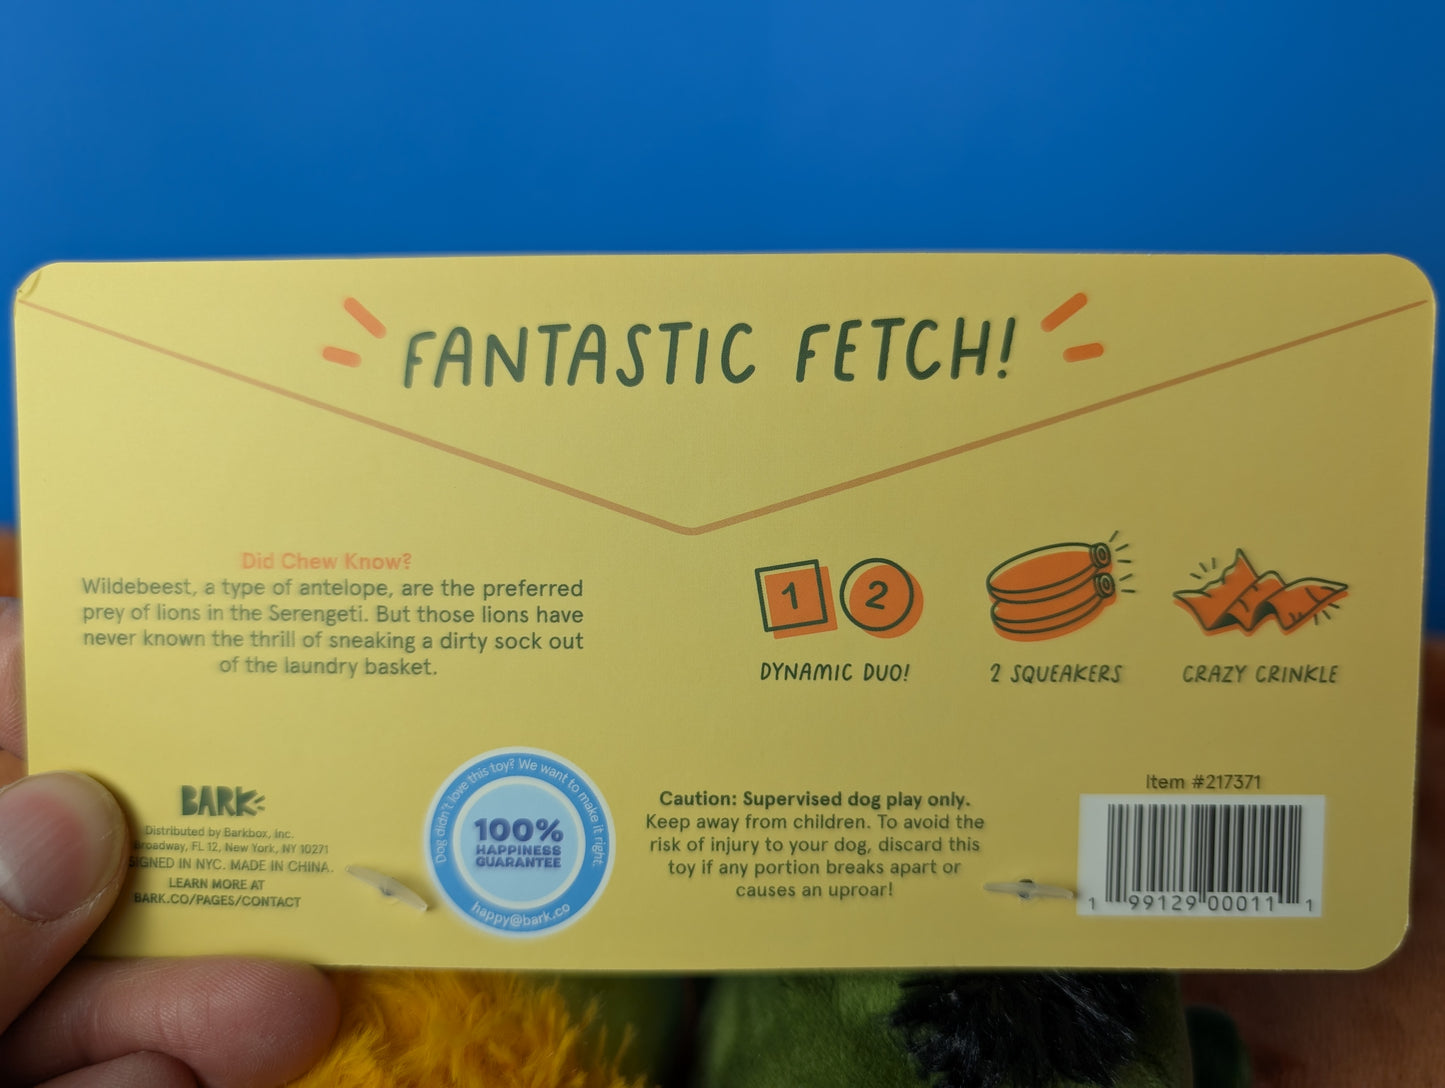 FANTASTIC FETCH!
Did Chew Know?
Wildebeest, a type of antelope, are the preferred
prey of lions in the Serengeti. But those lions have
never known the thrill of sneaking a dirty sock out
of the laundry basket.
1 2
DYNAMIC DUO!
2 SQUEAKERS
CRAZY CRINKLE
BARK
Distributed by Barkbox, Inc.
roadway, FL 12, New York, NY 10271
SIGNED IN NYC. MADE IN CHINA.
LEARN MORE AT
BARK.CO/PAGES/CONTACT
Dog didn't love this toy? We want to make it right.
100%
HAPPINESS
GUARANTEE
happy@bark.co
Caution: Supervised dog play only.
Keep away from children. To avoid the
risk of injury to your dog, discard this
toy if any portion breaks apart or
causes an uproar!
Item #217371
1 99129 00011 1